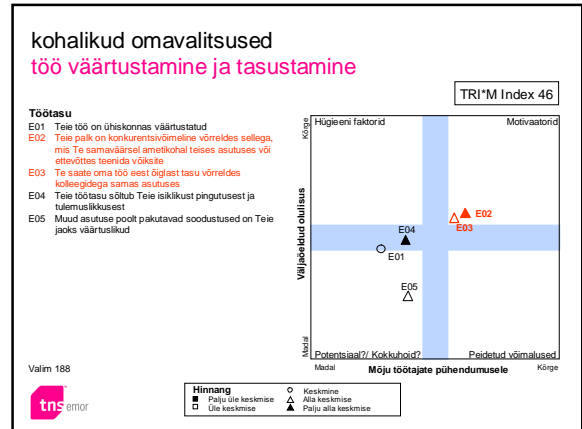 kohalikud omavalitsused
töö väärtustamine ja tasustamine
TRI*M Index 46
Töötasu
E01 Teie töö on ühiskonnas väärtustatud
E02 Teie palk on konkurentsivõimeline võrreldes sellega,
mis Te samaväärsel ametikohal teises asutuses või
ettevõttes teenida võiksite
E03 Te saate oma töö eest õiglast tasu võrreldes
kolleegidega samas asutuses
E04 Teie töötasu sõltub Teie isiklikust pingutusest ja
tulemuslikkusest
E05 Muud asutuse poolt pakutavad soodustused on Teie
jaoks väärtuslikud
Kõrge
Hügieeni faktorid
Motivaatorid
Väljaöeldud olulisus
E02
E03
E04
E01
E05
Madal
Potentsiaal?/ Kokkuhoid?
Peidetud võimalused
Madal
Mõju töötajate pühendumusele
Kõrge
Valim 188
Hinnang
Palju üle keskmise
Üle keskmise
Keskmine
Alla keskmise
Palju alla keskmise
tns emor